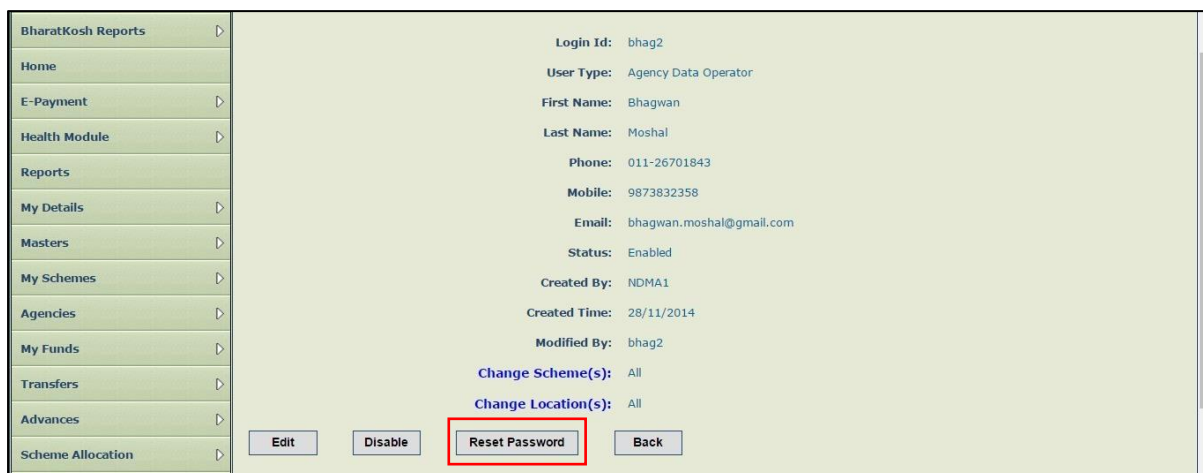 BharatKosh Reports
Home
E-Payment
Health Module
Reports
My Details
Masters
My Schemes
Agencies
My Funds
Transfers
Advances
Scheme Allocation
Login Id: bhag2
User Type: Agency Data Operator
First Name: Bhagwan
Last Name: Moshal
Phone: 011-26701843
Mobile: 9873832358
Email: bhagwan.moshal@gmail.com
Status: Enabled
Created By: NDMA1
Created Time: 28/11/2014
Modified By: bhag2
Change Scheme(s): All
Change Location(s): All
Edit Disable Reset Password Back